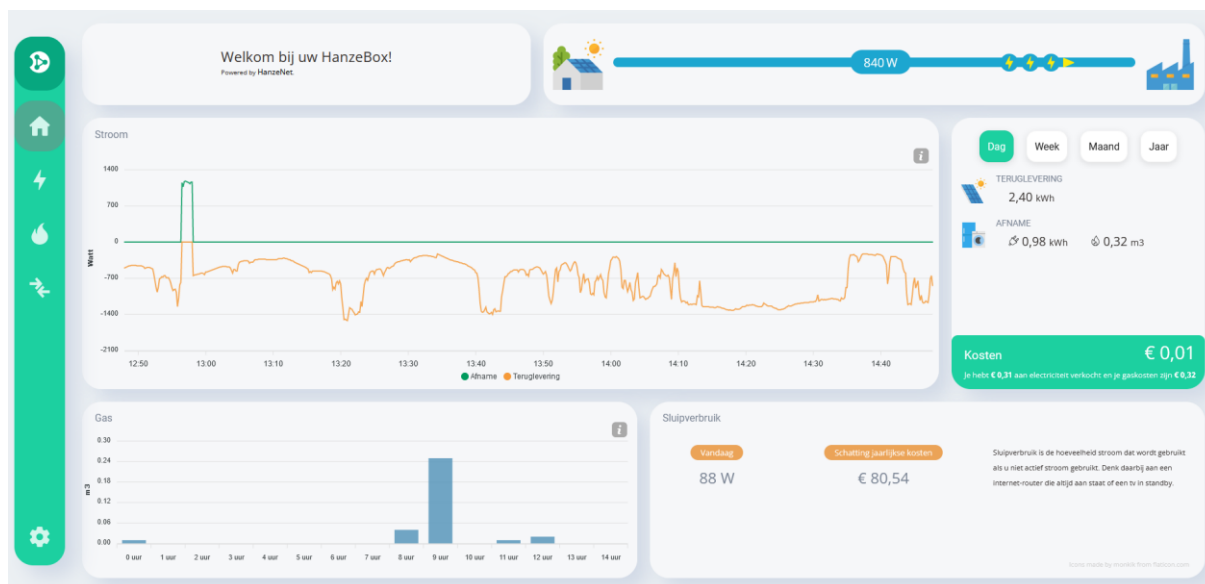 Welkom bij uw HanzeBox!
Powered by HanzeNet.
840 W
Stroom
i
1400
700
0
-700
-1400
-2100
Watt
12:50 13:00 13:10 13:20 13:30 13:40 13:50 14:00 14:10 14:20 14:30 14:40
Afname Teruglevering
Dag Week Maand Jaar
TERUGLEVERING
2,40 kWh
AFNAME
0,98 kWh 0,32 m3
Kosten € 0,01
Je hebt € 0,31 aan electriciteit verkocht en je gaskosten zijn € 0,32
Gas
i
0.30
0.24
0.18
0.12
0.06
0.00
m3
0 uur 1 uur 2 uur 3 uur 4 uur 5 uur 6 uur 7 uur 8 uur 9 uur 10 uur 11 uur 12 uur 13 uur 14 uur
Sluipverbruik
Vandaag
88 W
Schatting jaarlijkse kosten
€ 80,54
Sluipverbruik is de hoeveelheid stroom dat wordt gebruikt
als u niet actief stroom gebruikt. Denk daarbij aan een
internet-router die altijd aan staat of een tv in standby.
Icons made by monkik from flaticon.com